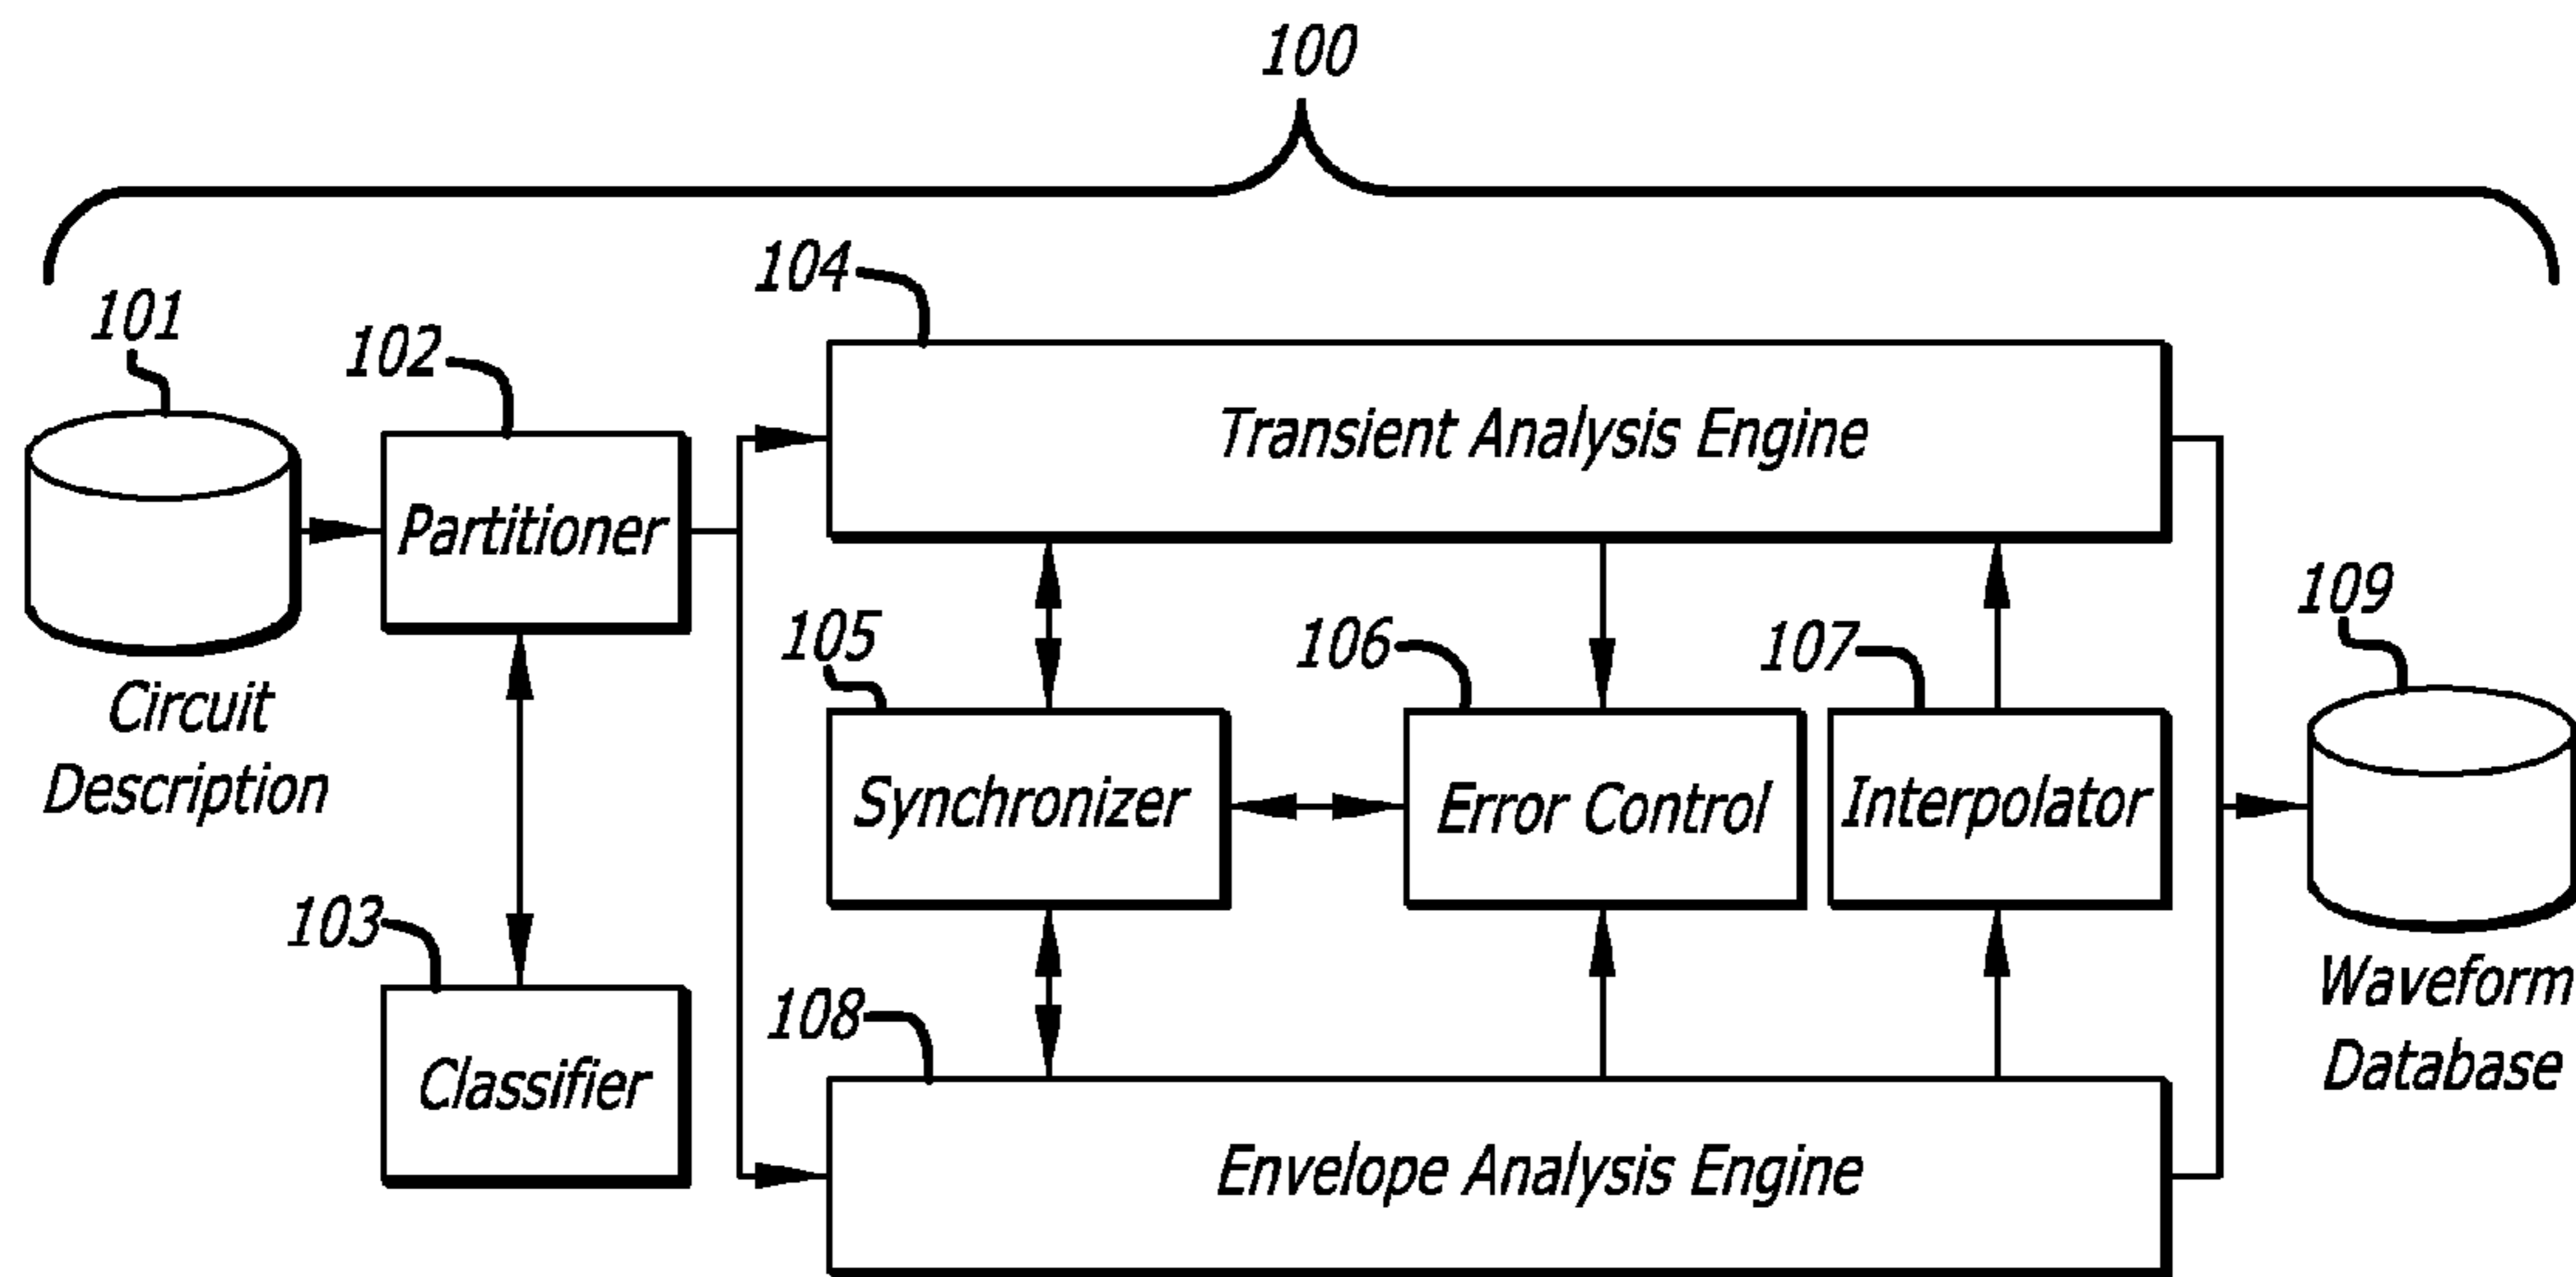 100
104
101
102
Transient Analysis Engine
Partitioner
109
105
106
107
Circuit
Description
Synchronizer
Error Control
Interpolator
103
108
Waveform
Database
Classifier
Envelope Analysis Engine